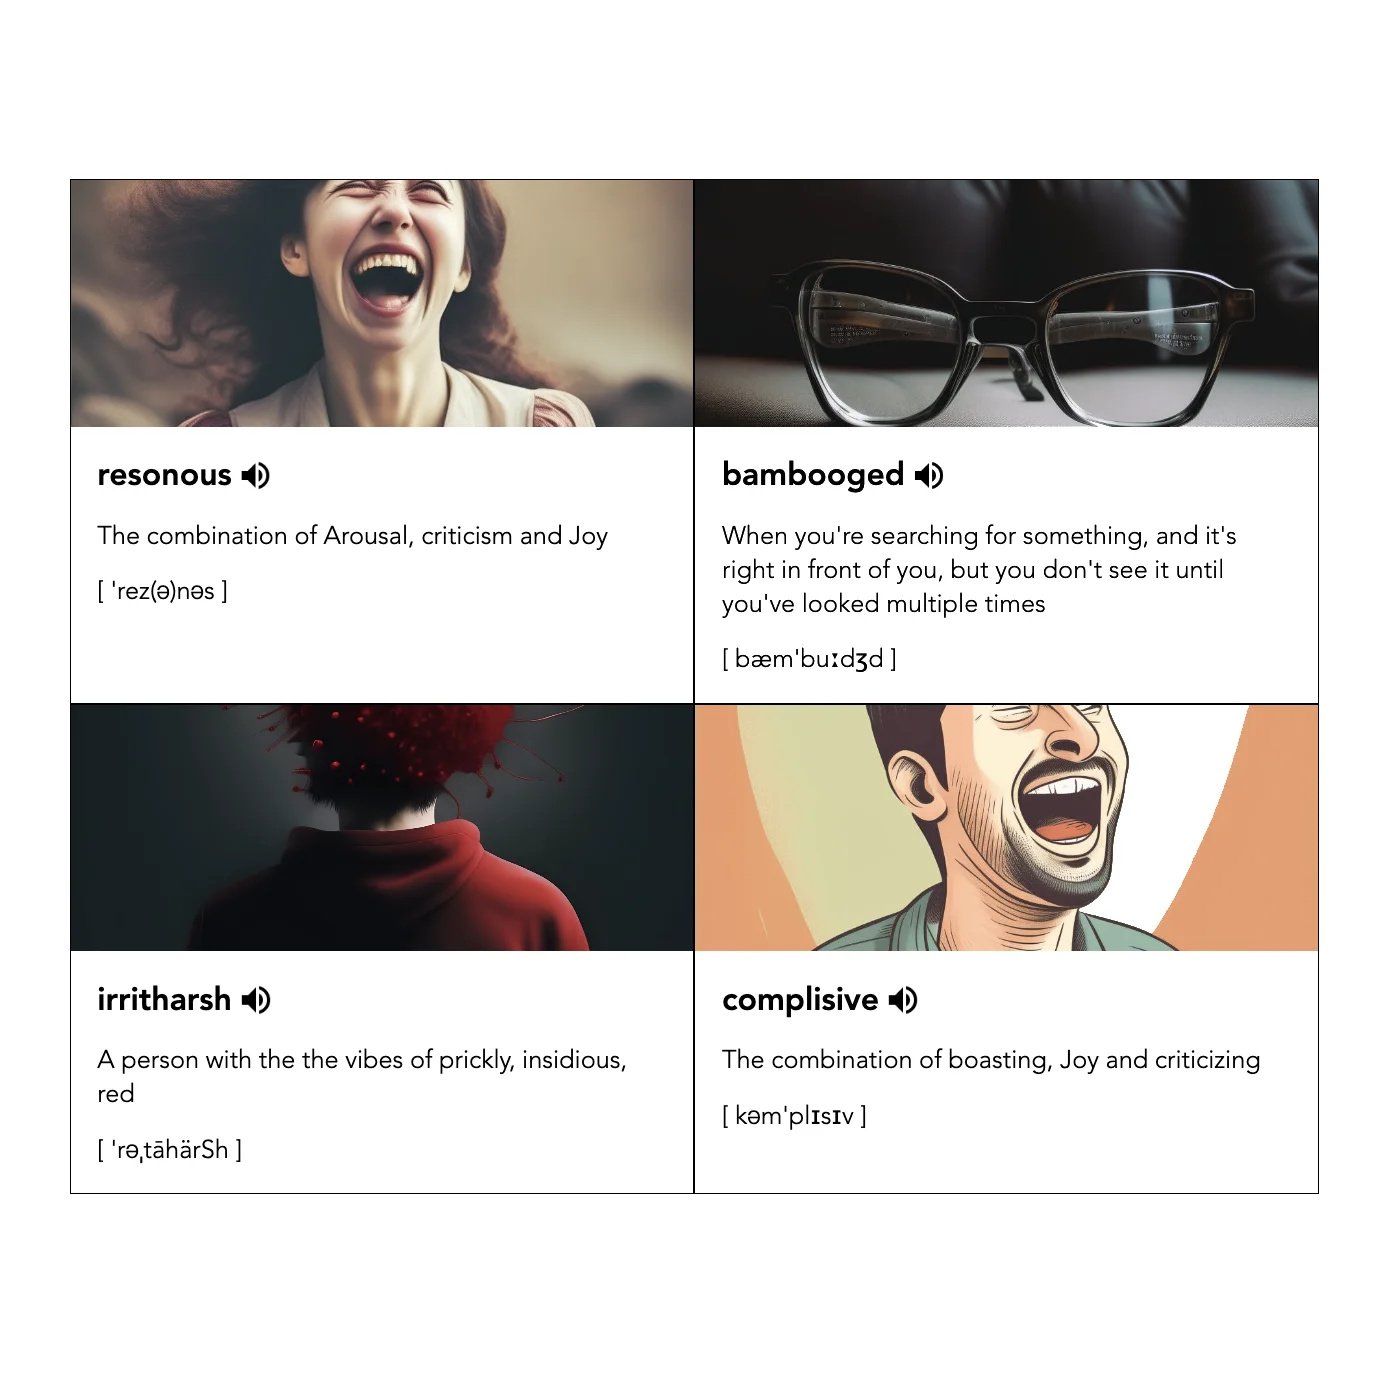 resonous
The combination of Arousal, criticism and Joy
[ 'rez(ə)nəs ]
bambooged
When you're searching for something, and it's
right in front of you, but you don't see it until
you've looked multiple times
[ bæm'buːdʒd ]
irritharsh
A person with the the vibes of prickly, insidious,
red
[ 'rəˌtāhärSh ]
complisive
The combination of boasting, Joy and criticizing
[ kəm'plɪsɪv ]